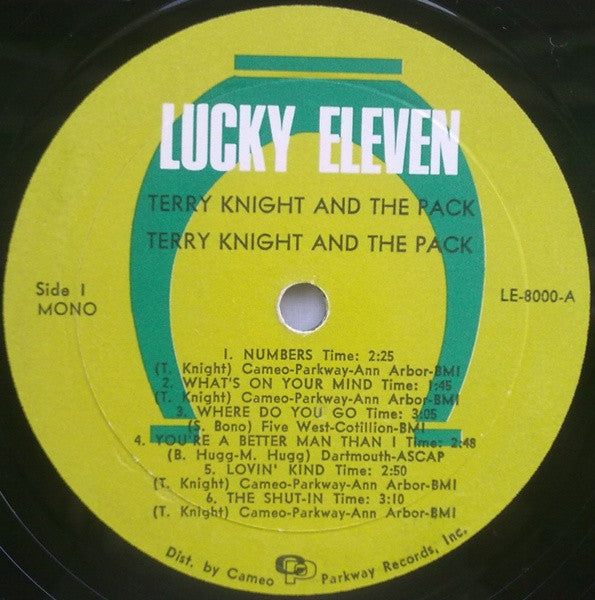 LUCKY ELEVEN
TERRY KNIGHT AND THE PACK
TERRY KNIGHT AND THE PACK
Side 1
MONO
LE-8000-A
1. NUMBERS Time: 2:25
(T. Knight) Cameo-Parkway-Ann Arbor-BMI
2. WHAT'S ON YOUR MIND Time: 1:45
(T. Knight) Cameo-Parkway-Ann Arbor-BMI
3. WHERE DO YOU GO Time: 3:05
(S. Bono) Five West-Cotillion-BMI
4. YOU'RE A BETTER MAN THAN I Time: 2:48
(B. Hugg-M. Hugg) Dartmouth-ASCAP
5. LOVIN' KIND Time: 2:50
(T. Knight) Cameo-Parkway-Ann Arbor-BMI
6. THE SHUT-IN Time: 3:10
(T. Knight) Cameo-Parkway-Ann Arbor-BMI
Dist. by Cameo CP Parkway Records, Inc.